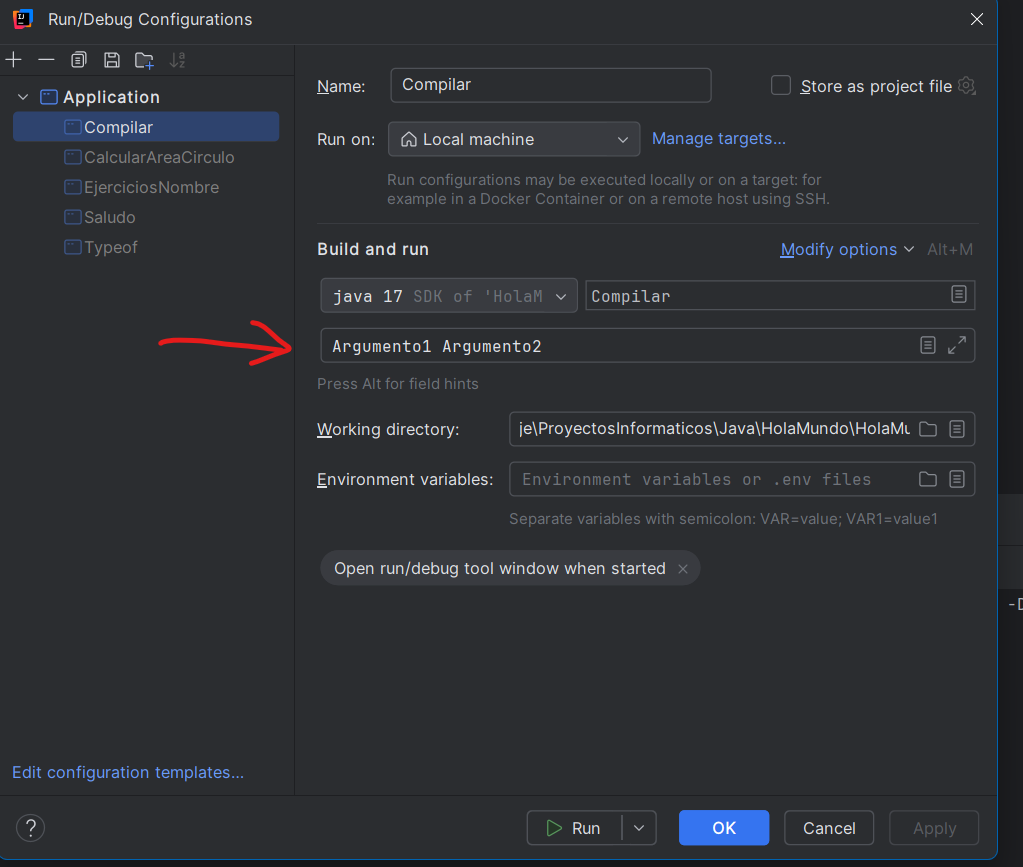 Run/Debug Configurations
Name:
Compilar
Store as project file
Application
Compilar
CalcularAreaCirculo
EjerciciosNombre
Saludo
Typeof
Run on:
Local machine
Manage targets...
Run configurations may be executed locally or on a target: for
example in a Docker Container or on a remote host using SSH.
Build and run
Modify options
Alt+M
java 17 SDK of 'HolaM
Compilar
Argumento1 Argumento2
Press Alt for field hints
Working directory:
je\ProyectosInformaticos\Java\HolaMundo\HolaMu
Environment variables:
Environment variables or .env files
Separate variables with semicolon: VAR=value; VAR1=value1
Open run/debug tool window when started
Edit configuration templates...
?
Run
OK
Cancel
Apply